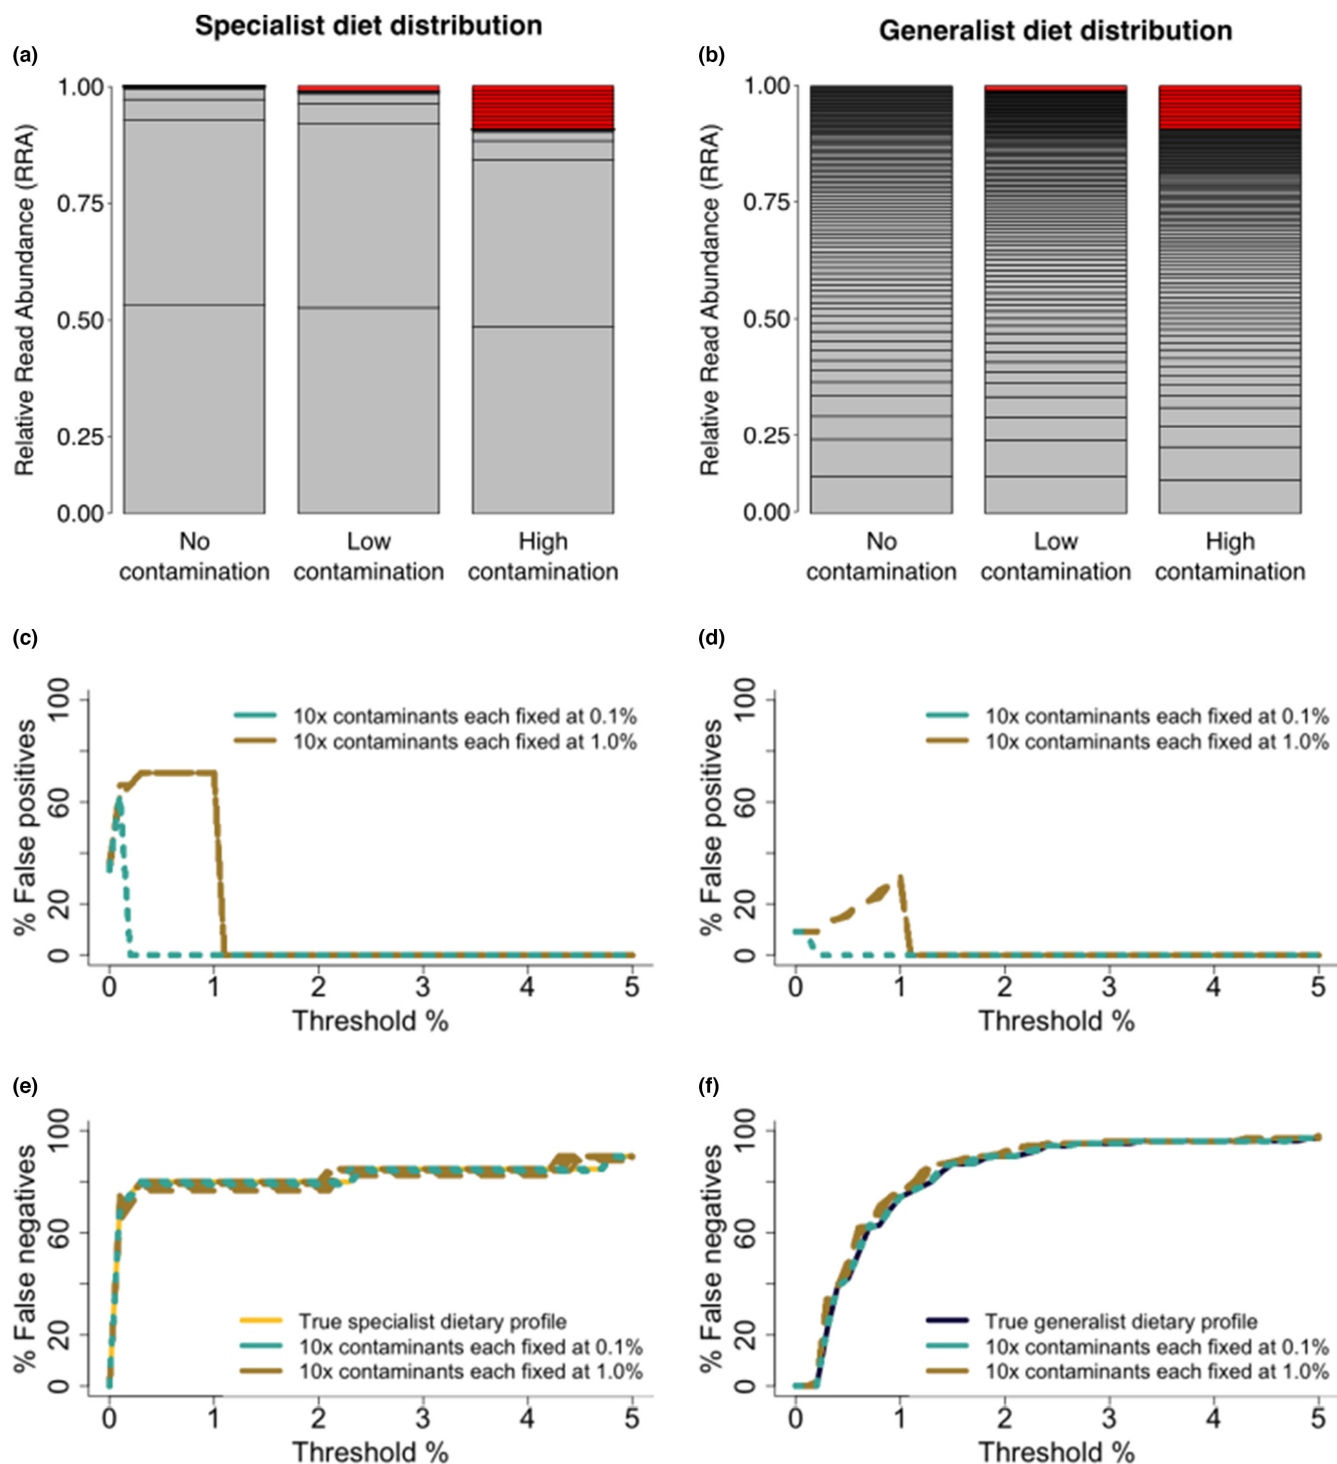 Specialist diet distribution
Generalist diet distribution
(a)
(b)
Relative Read Abundance (RRA)
1.00
0.75
0.50
0.25
0.00
No
contamination
Low
contamination
High
contamination
Relative Read Abundance (RRA)
1.00
0.75
0.50
0.25
0.00
No
contamination
Low
contamination
High
contamination
(c)
% False positives
100
60
20
0
10x contaminants each fixed at 0.1%
10x contaminants each fixed at 1.0%
0 1 2 3 4 5
Threshold %
(d)
% False positives
100
60
20
0
10x contaminants each fixed at 0.1%
10x contaminants each fixed at 1.0%
0 1 2 3 4 5
Threshold %
(e)
% False negatives
100
60
20
0
True specialist dietary profile
10x contaminants each fixed at 0.1%
10x contaminants each fixed at 1.0%
0 1 2 3 4 5
Threshold %
(f)
% False negatives
100
60
20
0
True generalist dietary profile
10x contaminants each fixed at 0.1%
10x contaminants each fixed at 1.0%
0 1 2 3 4 5
Threshold %